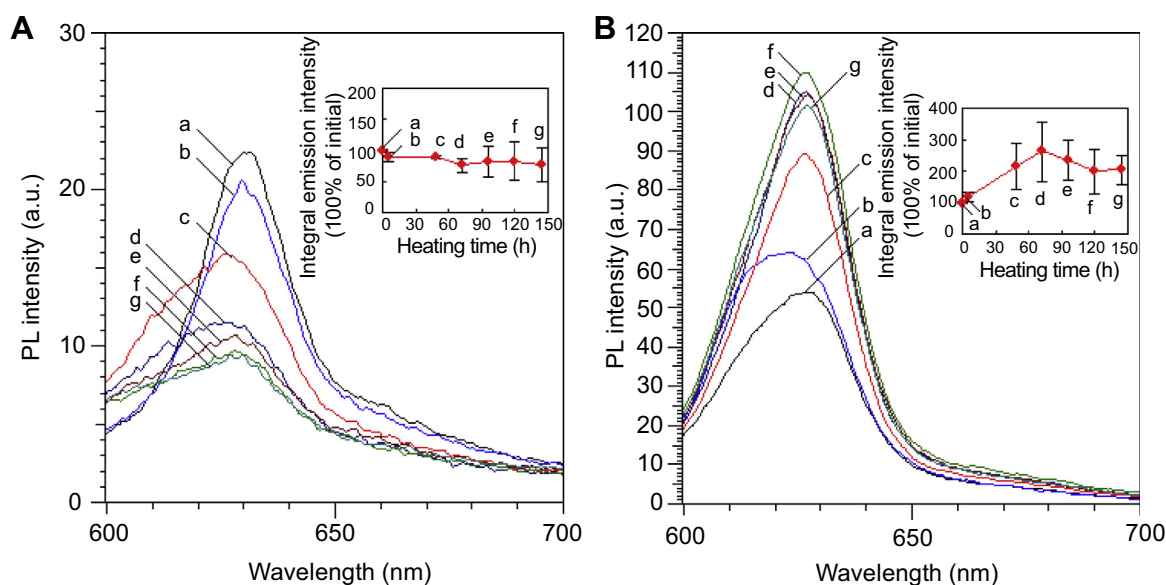 A
PL intensity (a.u.)
30
20
10
0
600
650
700
Wavelength (nm)
a
b
c
d
e
f
g
Integral emission intensity
(100% of initial)
200
150
100
50
0
a
b
c
d
e
f
g
0 30 60 90 120 150
Heating time (h)
B
PL intensity (a.u.)
120
110
100
90
80
70
60
50
40
30
20
10
0
600
650
700
Wavelength (nm)
f
e
d
g
c
b
a
Integral emission intensity
(100% of initial)
400
300
200
100
0
a
b
c
d
e
f
g
0 30 60 90 120 150
Heating time (h)